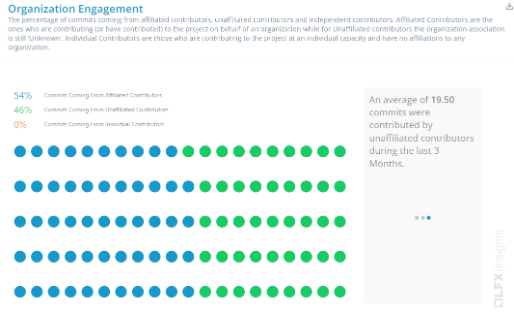 Organization Engagement
The percentage of commits coming from affiliated contributors, unaffiliated contributors and independent contributors. Affiliated Contributors are the
ones who are contributing (or have contributed) to the project on behalf of an organization while for Unaffiliated contributors the organization association
is still 'Unknown'. Individual Contributors are those who are contributing to the project at an individual capacity and have no affiliations to any
organization.
54% Commits Coming From Affiliated Contributors
46% Commits Coming From Unaffiliated Contributors
0% Commits Coming From Individual Contributors
An average of 19.50
commits were
contributed by
unaffiliated contributors
during the last 3
Months.
LFX Insights